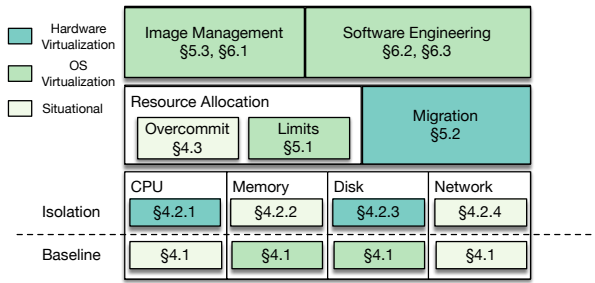 Hardware
Virtualization
OS
Virtualization
Situational
Image Management
§5.3, §6.1
Software Engineering
§6.2, §6.3
Resource Allocation
Overcommit
§4.3
Limits
§5.1
Migration
§5.2
CPU Memory Disk Network
Isolation §4.2.1 §4.2.2 §4.2.3 §4.2.4
Baseline §4.1 §4.1 §4.1 §4.1